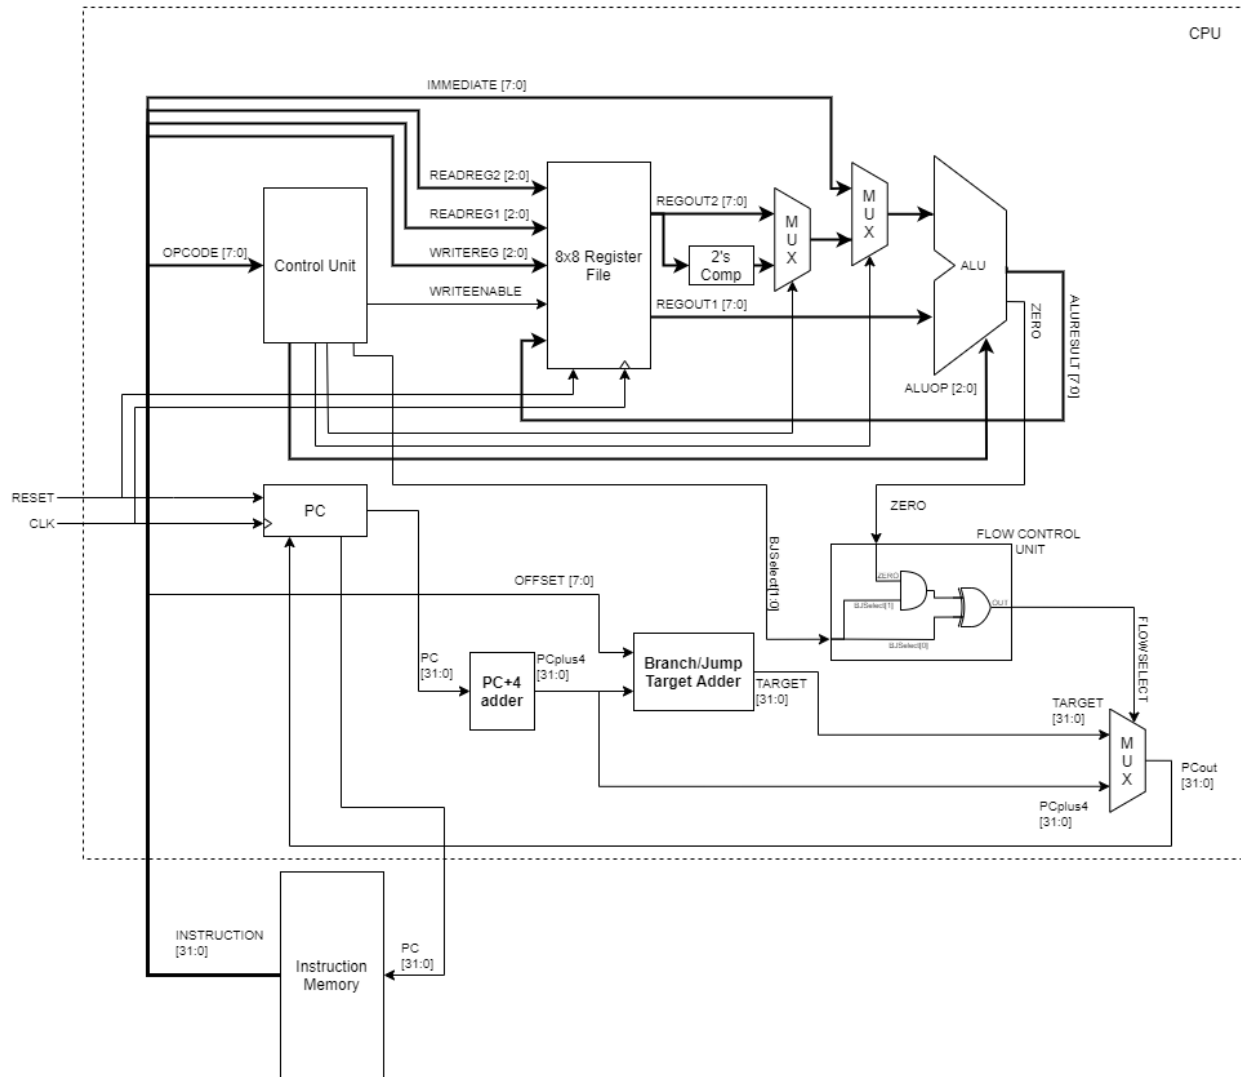 CPU
IMMEDIATE [7:0]
READREG2 [2:0]
REGOUT2 [7:0]
READREG1 [2:0]
OPCODE [7:0]
Control Unit
WRITEREG [2:0]
8x8 Register
File
2's
Comp
M
U
X
M
U
X
ALU
WRITEENABLE
REGOUT1 [7:0]
ZERO
ALURESULT [7:0]
ALUOP [2:0]
RESET
CLK
PC
ZERO
FLOW CONTROL
UNIT
BJSelect[1:0]
ZERO
BJSelect[1]
OUT
BJSelect[0]
FLOWSELECT
OFFSET [7:0]
PC
[31:0]
PC+4
adder
PCplus4
[31:0]
Branch/Jump
Target Adder
TARGET
[31:0]
TARGET
[31:0]
M
U
X
PCout
[31:0]
PCplus4
[31:0]
INSTRUCTION
[31:0]
Instruction
Memory
PC
[31:0]